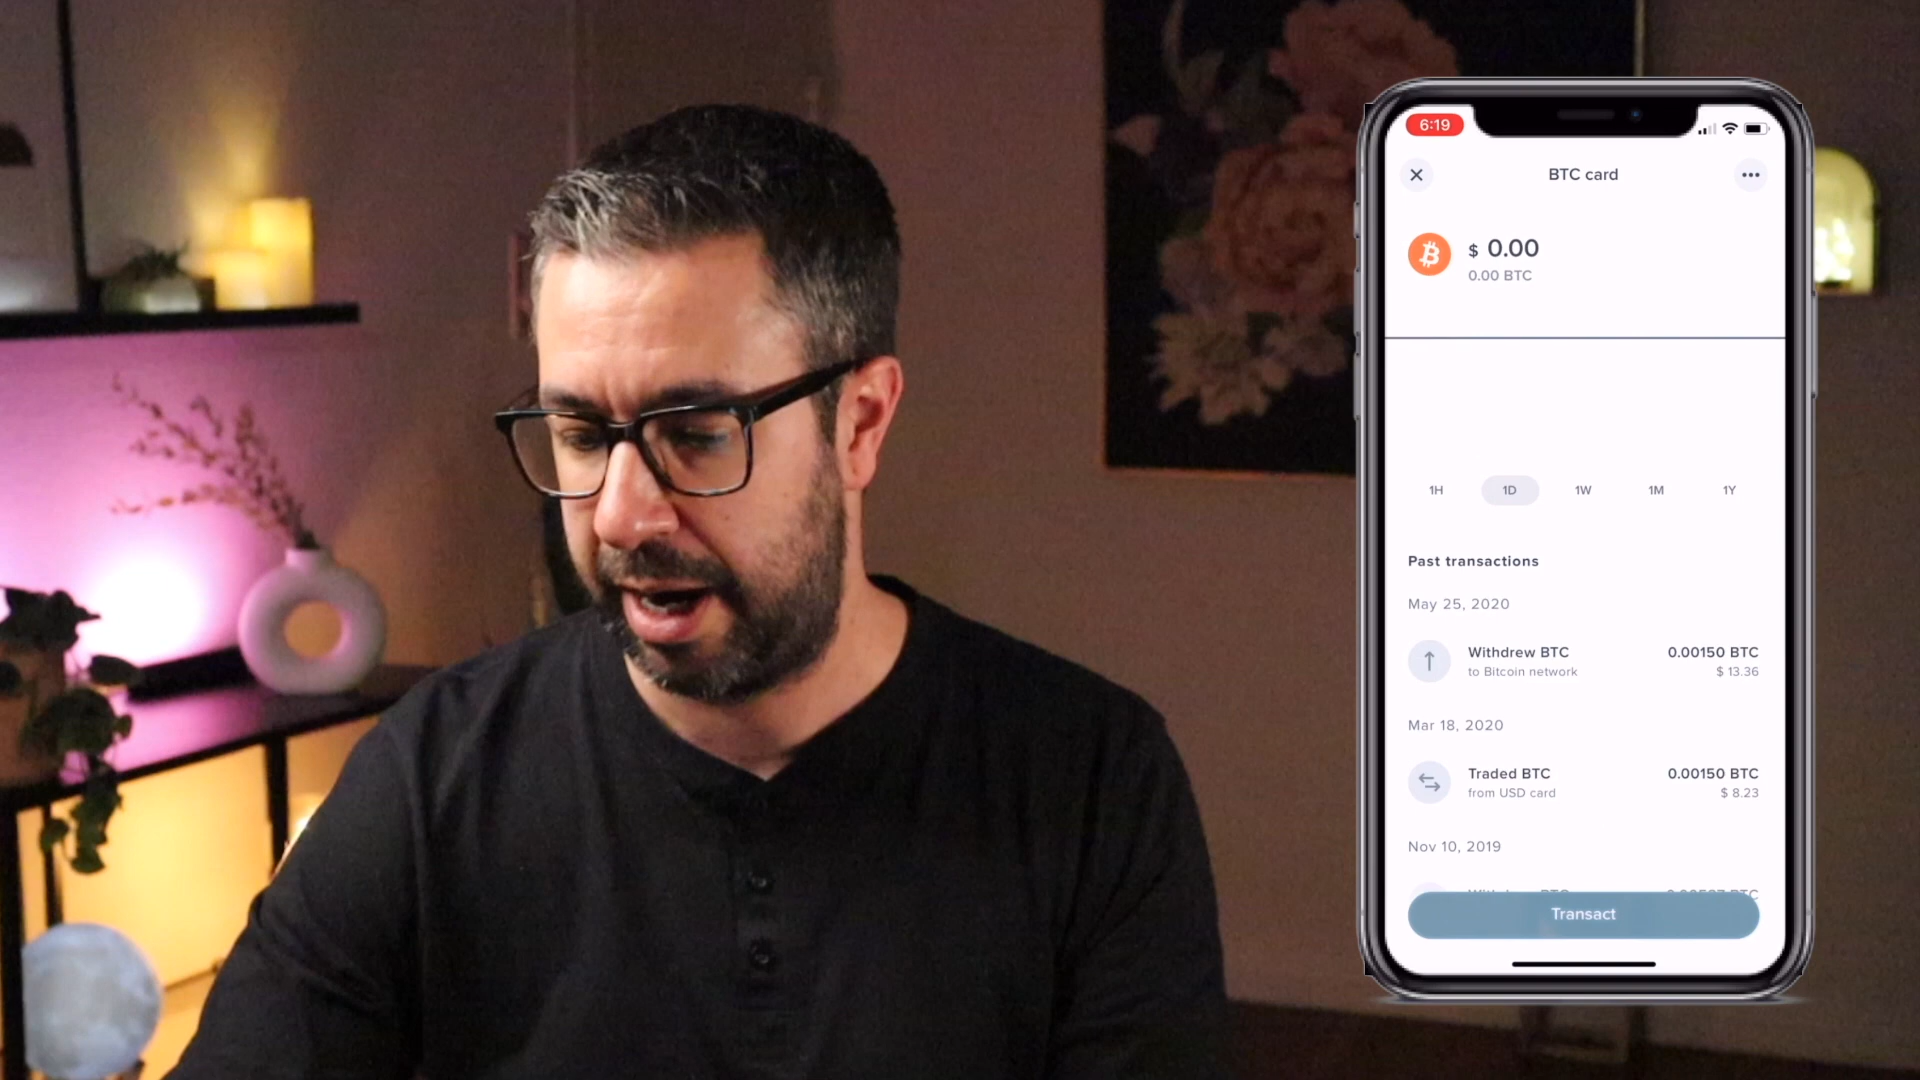 6:19
BTC card
$ 0.00
0.00 BTC
1H 1D 1W 1M 1Y
Past transactions
May 25, 2020
Withdrew BTC 0.00150 BTC
to Bitcoin network $ 13.36
Mar 18, 2020
Traded BTC 0.00150 BTC
from USD card $ 8.23
Nov 10, 2019
Transact